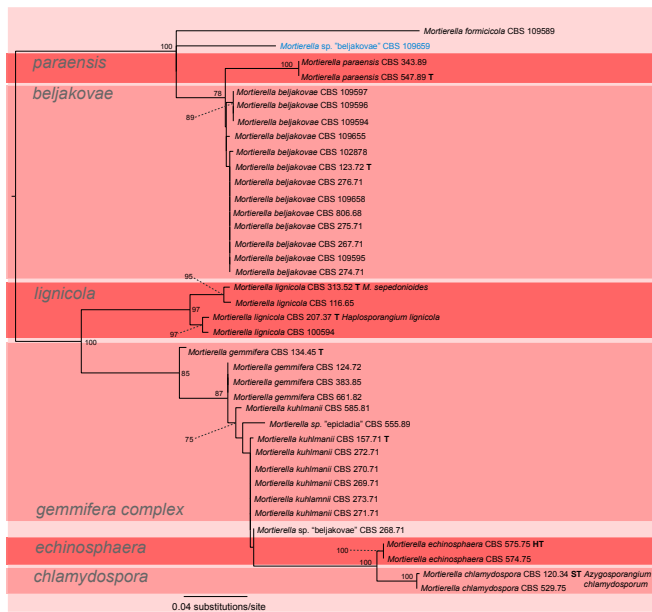 Mortierella formicicola CBS 109589
100
Mortierella sp. "beljakovae" CBS 109659
paraensis
100
Mortierella paraensis CBS 343.89
Mortierella paraensis CBS 547.89 T
beljakovae
78
Mortierella beljakovae CBS 109597
Mortierella beljakovae CBS 109596
89
Mortierella beljakovae CBS 109594
Mortierella beljakovae CBS 109655
Mortierella beljakovae CBS 102878
Mortierella beljakovae CBS 123.72 T
Mortierella beljakovae CBS 276.71
Mortierella beljakovae CBS 109658
Mortierella beljakovae CBS 806.68
Mortierella beljakovae CBS 275.71
Mortierella beljakovae CBS 267.71
Mortierella beljakovae CBS 109595
Mortierella beljakovae CBS 274.71
lignicola
95
Mortierella lignicola CBS 313.52 T M. sepedonioides
Mortierella lignicola CBS 116.65
97
Mortierella lignicola CBS 207.37 T Haplosporangium lignicola
97
Mortierella lignicola CBS 100594
100
Mortierella gemmifera CBS 134.45 T
85
Mortierella gemmifera CBS 124.72
Mortierella gemmifera CBS 383.85
87
Mortierella gemmifera CBS 661.82
Mortierella kuhlmanii CBS 585.81
Mortierella sp. "epicladia" CBS 555.89
75
Mortierella kuhlmanii CBS 157.71 T
Mortierella kuhlmanii CBS 272.71
Mortierella kuhlmanii CBS 270.71
Mortierella kuhlmanii CBS 269.71
Mortierella kuhlamnii CBS 273.71
Mortierella kuhlmanii CBS 271.71
gemmifera complex
Mortierella sp. "beljakovae" CBS 268.71
echinosphaera
100
Mortierella echinosphaera CBS 575.75 HT
Mortierella echinosphaera CBS 574.75
100
chlamydospora
100
Mortierella chlamydospora CBS 120.34 ST Azygosporangium
chlamydosporum
Mortierella chlamydospora CBS 529.75
0.04 substitutions/site